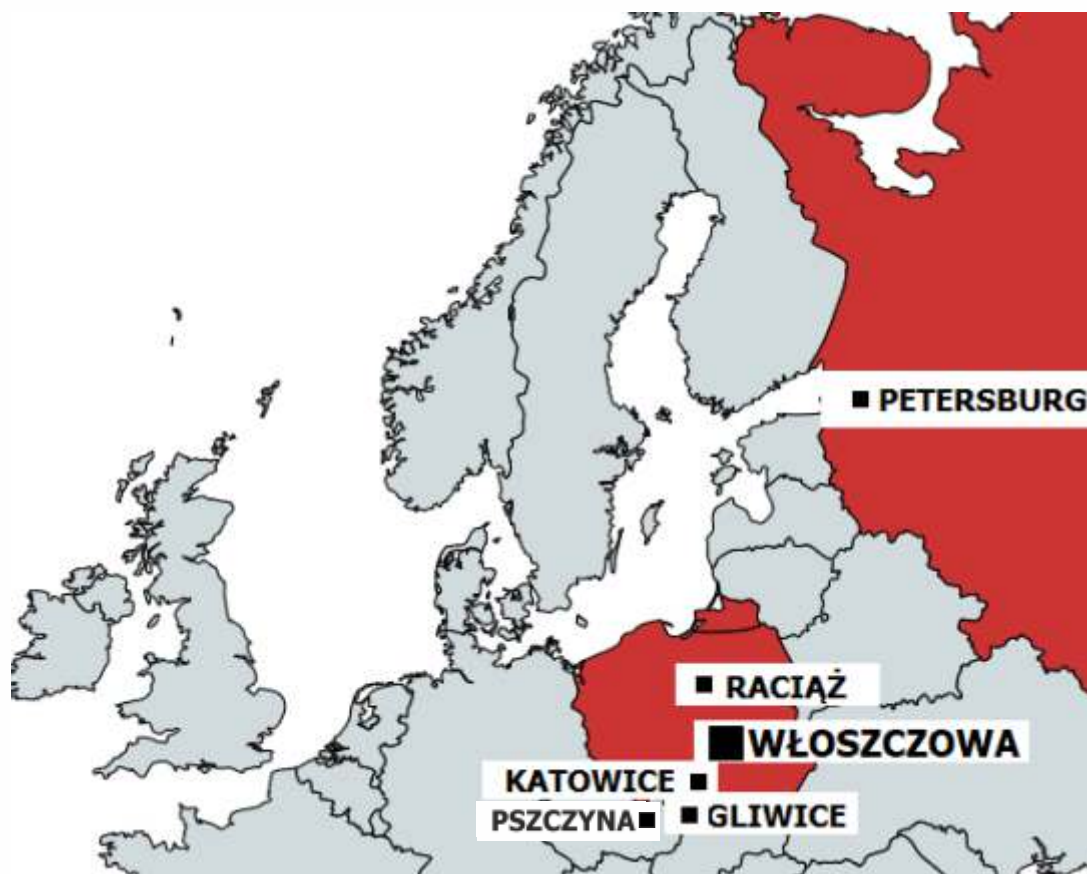 PETERSBURG
RACIĄŻ
WŁOSZCZOWA
KATOWICE
GLIWICE
PSZCZYNA